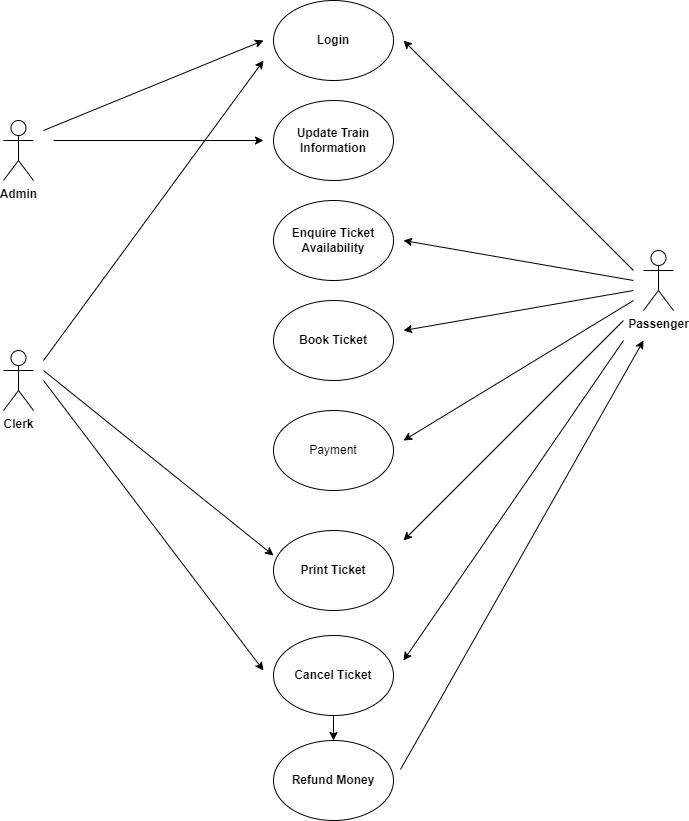 Login
Update Train
Information
Admin
Enquire Ticket
Availability
Passenger
Book Ticket
Clerk
Payment
Print Ticket
Cancel Ticket
Refund Money